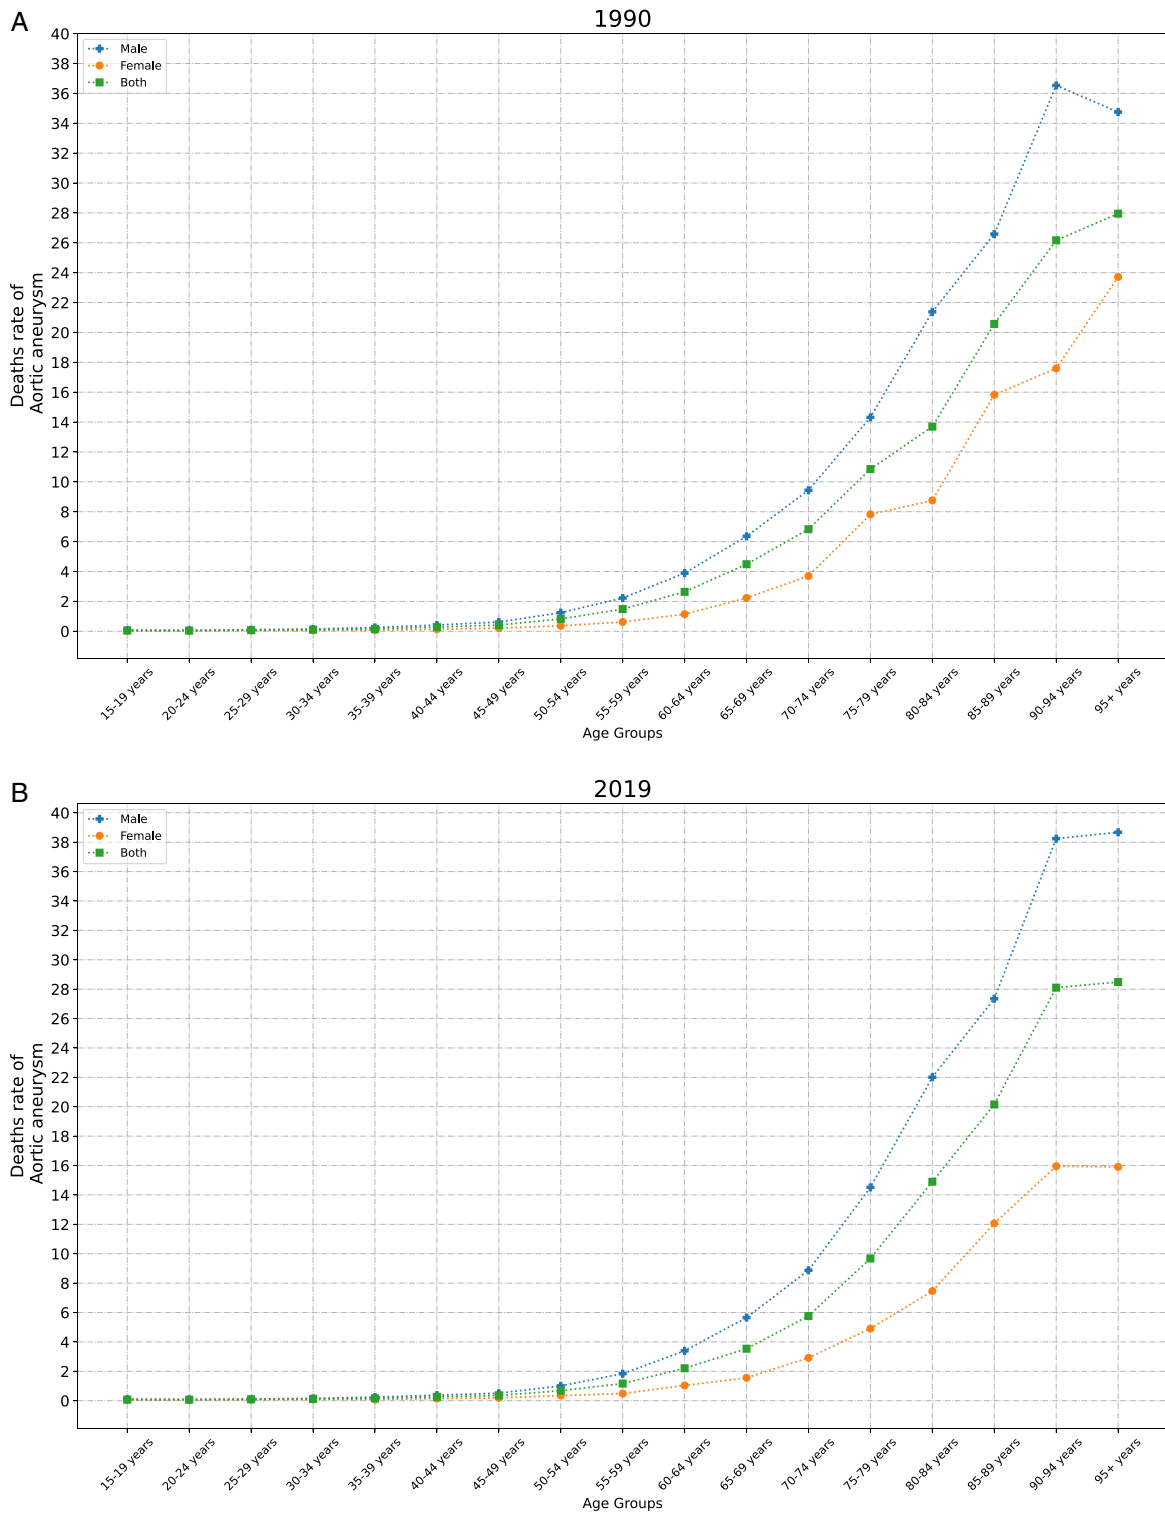 A
1990
Male
Female
Both
40
38
36
34
32
30
28
26
24
22
20
18
16
14
12
10
8
6
4
2
0
Deaths rate of
Aortic aneurysm
15-19 years
20-24 years
25-29 years
30-34 years
35-39 years
40-44 years
45-49 years
50-54 years
55-59 years
60-64 years
65-69 years
70-74 years
75-79 years
80-84 years
85-89 years
90-94 years
95+ years
Age Groups
B
2019
Male
Female
Both
40
38
36
34
32
30
28
26
24
22
20
18
16
14
12
10
8
6
4
2
0
Deaths rate of
Aortic aneurysm
15-19 years
20-24 years
25-29 years
30-34 years
35-39 years
40-44 years
45-49 years
50-54 years
55-59 years
60-64 years
65-69 years
70-74 years
75-79 years
80-84 years
85-89 years
90-94 years
95+ years
Age Groups